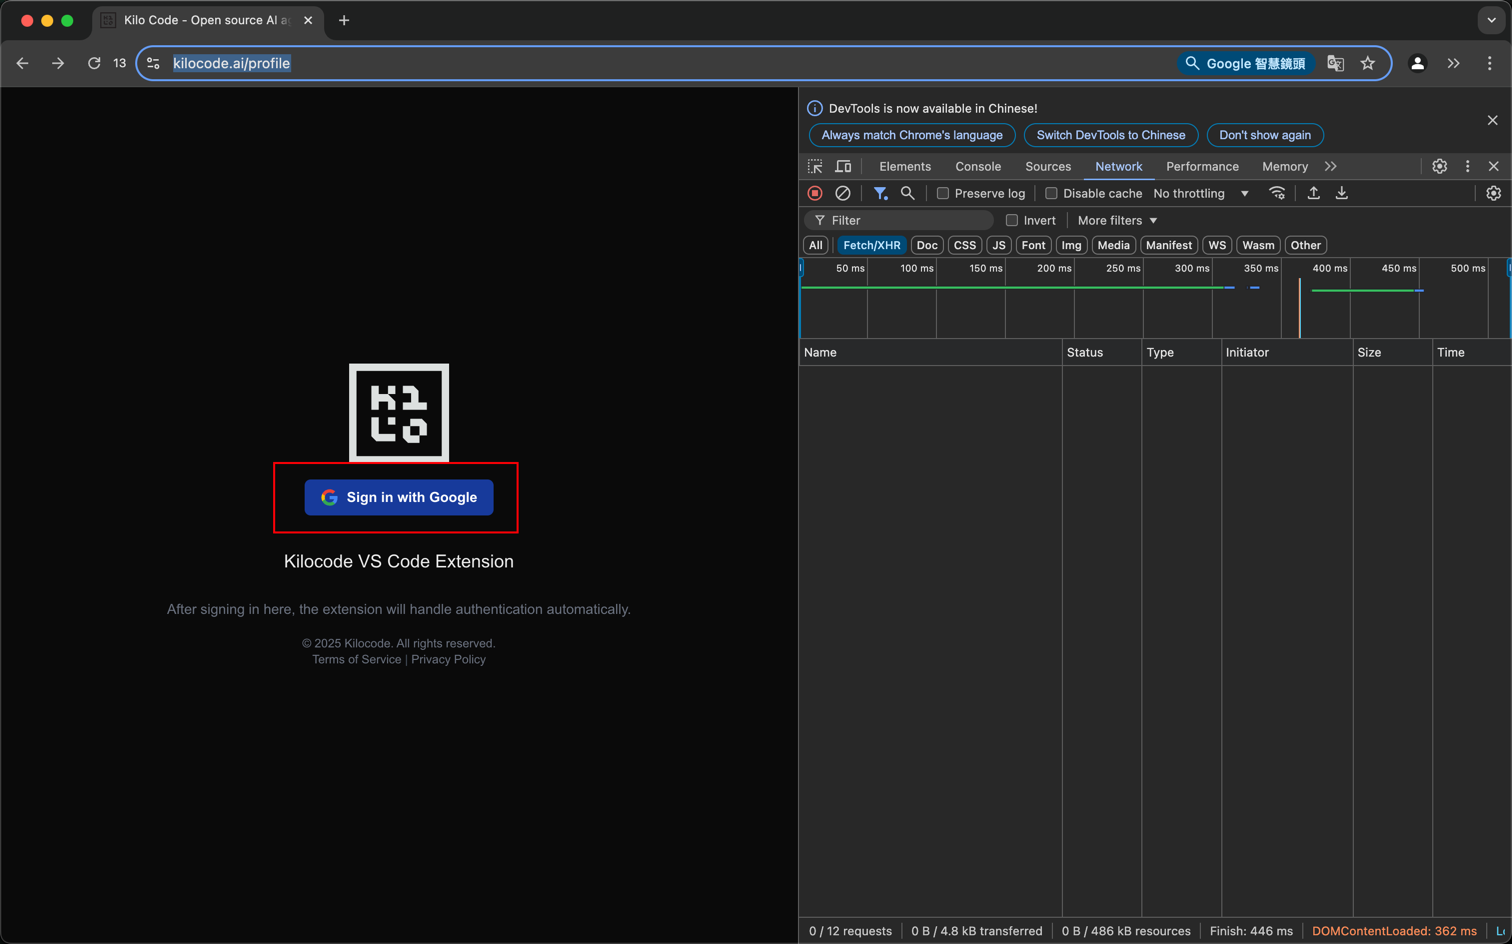 Kilo Code - Open source AI ag
13
kilocode.ai/profile
Google 智慧鏡頭
DevTools is now available in Chinese!
Always match Chrome's language
Switch DevTools to Chinese
Don't show again
Elements
Console
Sources
Network
Performance
Memory
Preserve log
Disable cache
No throttling
Filter
Invert
More filters
All
Fetch/XHR
Doc
CSS
JS
Font
Img
Media
Manifest
WS
Wasm
Other
50 ms
100 ms
150 ms
200 ms
250 ms
300 ms
350 ms
400 ms
450 ms
500 ms
Name
Status
Type
Initiator
Size
Time
Kilo
Sign in with Google
Kilocode VS Code Extension
After signing in here, the extension will handle authentication automatically.
© 2025 Kilocode. All rights reserved.
Terms of Service | Privacy Policy
0 / 12 requests
0 B / 4.8 kB transferred
0 B / 486 kB resources
Finish: 446 ms
DOMContentLoaded: 362 ms